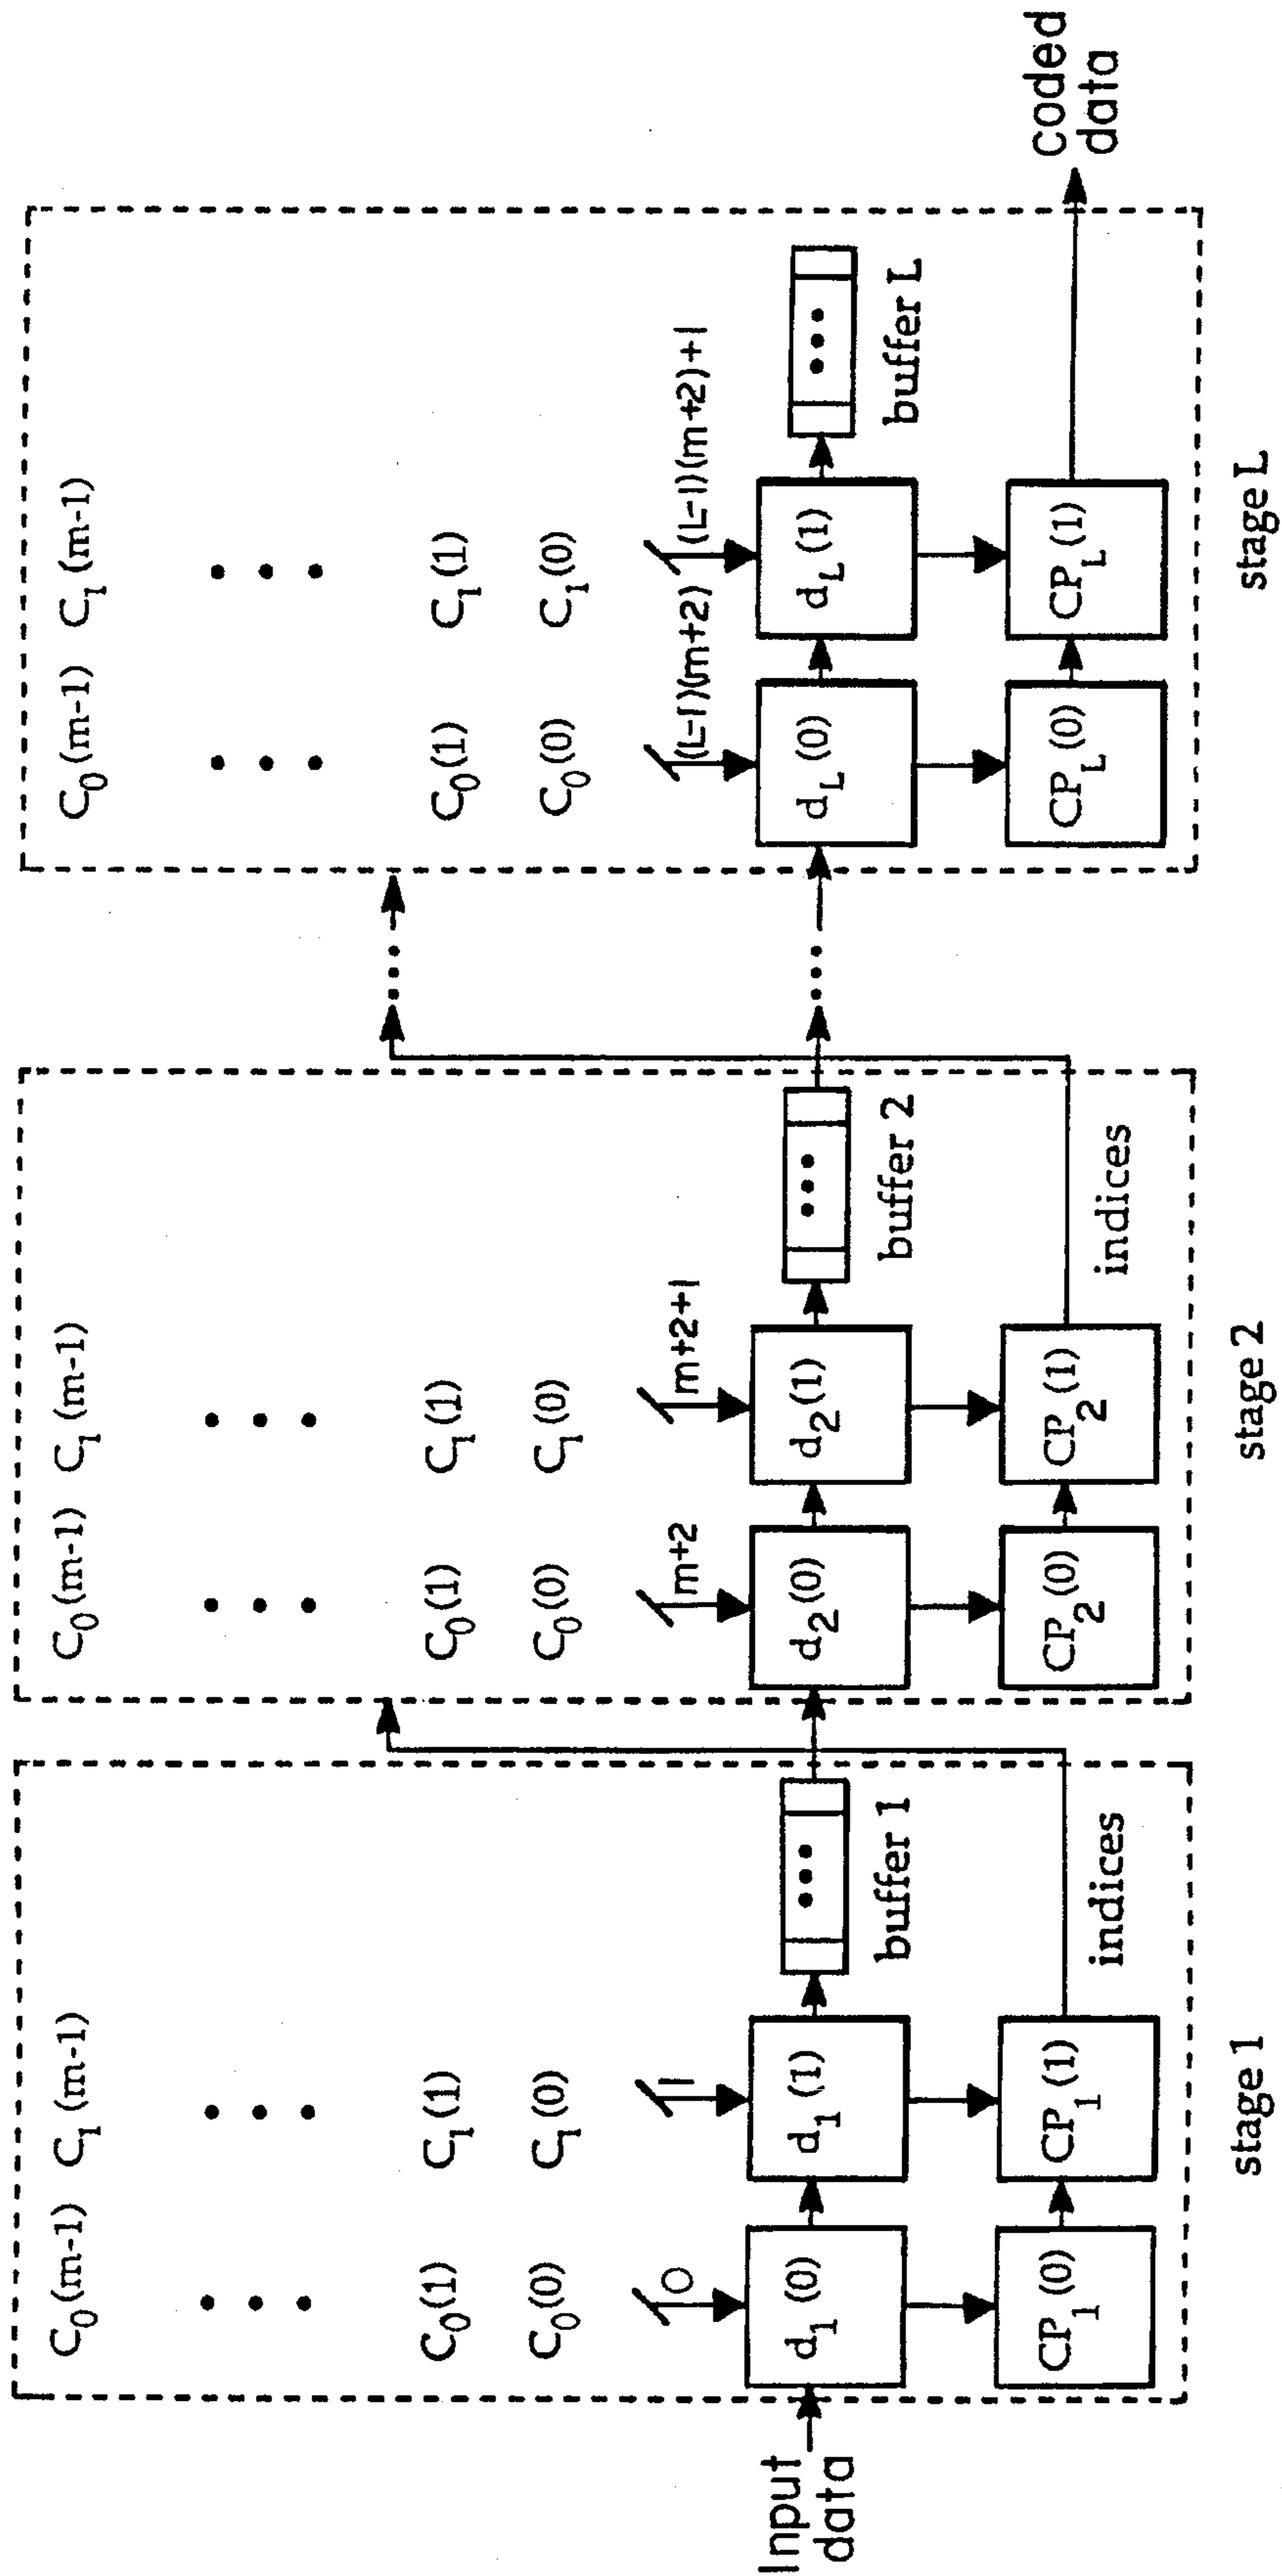 Input
data
C₀(m-1) C₁(m-1)
C₀(1) C₁(1)
C₀(0) C₁(0)
0 1
d₁(0) d₁(1)
buffer 1
CP₁(0) CP₁(1)
indices
stage 1
C₀(m-1) C₁(m-1)
C₀(1) C₁(1)
C₀(0) C₁(0)
m+2 m+2+1
d₂(0) d₂(1)
buffer 2
CP₂(0) CP₂(1)
indices
stage 2
C₀(m-1) C₁(m-1)
C₀(1) C₁(1)
C₀(0) C₁(0)
(L-1)(m+2) (L-1)(m+2)+1
d_L(0) d_L(1)
buffer L
CP_L(0) CP_L(1)
stage L
coded
data